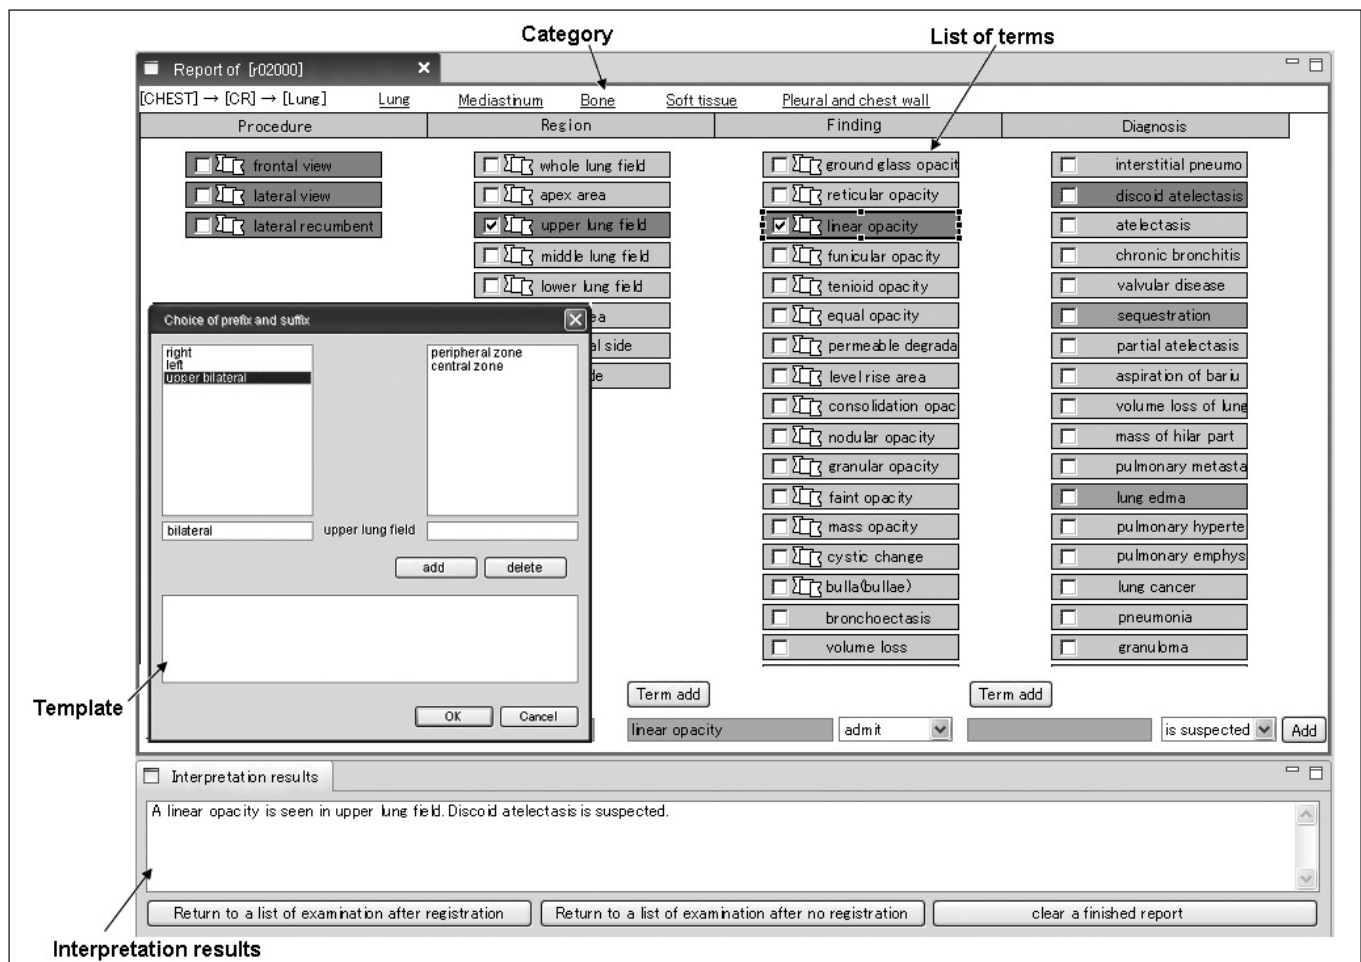 Category
List of terms
Report of [r02000]
[CHEST] → [CR] → [Lung] Lung Mediastinum Bone Soft tissue Pleural and chest wall
Procedure Region Finding Diagnosis
frontal view whole lung field ground glass opacit interstitial pneumo
lateral view apex area reticular opacity discoid atelectasis
lateral recumbent upper lung field linear opacity atelectasis
middle lung field funicular opacity chronic bronchitis
lower lung field tenioid opacity valvular disease
Choice of prefix and suffix ea equal opacity sequestration
right peripheral zone al side permeable degrada partial atelectasis
left central zone de level rise area aspiration of bariu
upper bilateral
consolidation opac volume loss of lung
nodular opacity mass of hilar part
granular opacity pulmonary metasta
faint opacity lung edma
bilateral upper lung field mass opacity pulmonary hyperte
add delete cystic change pulmonary emphys
bulla(bullae) lung cancer
bronchoectasis pneumonia
volume loss granuloma
Template
Term add Term add
OK Cancel linear opacity admit is suspected Add
Interpretation results
A linear opacity is seen in upper lung field. Discoid atelectasis is suspected.
Return to a list of examination after registration Return to a list of examination after no registration clear a finished report
Interpretation results